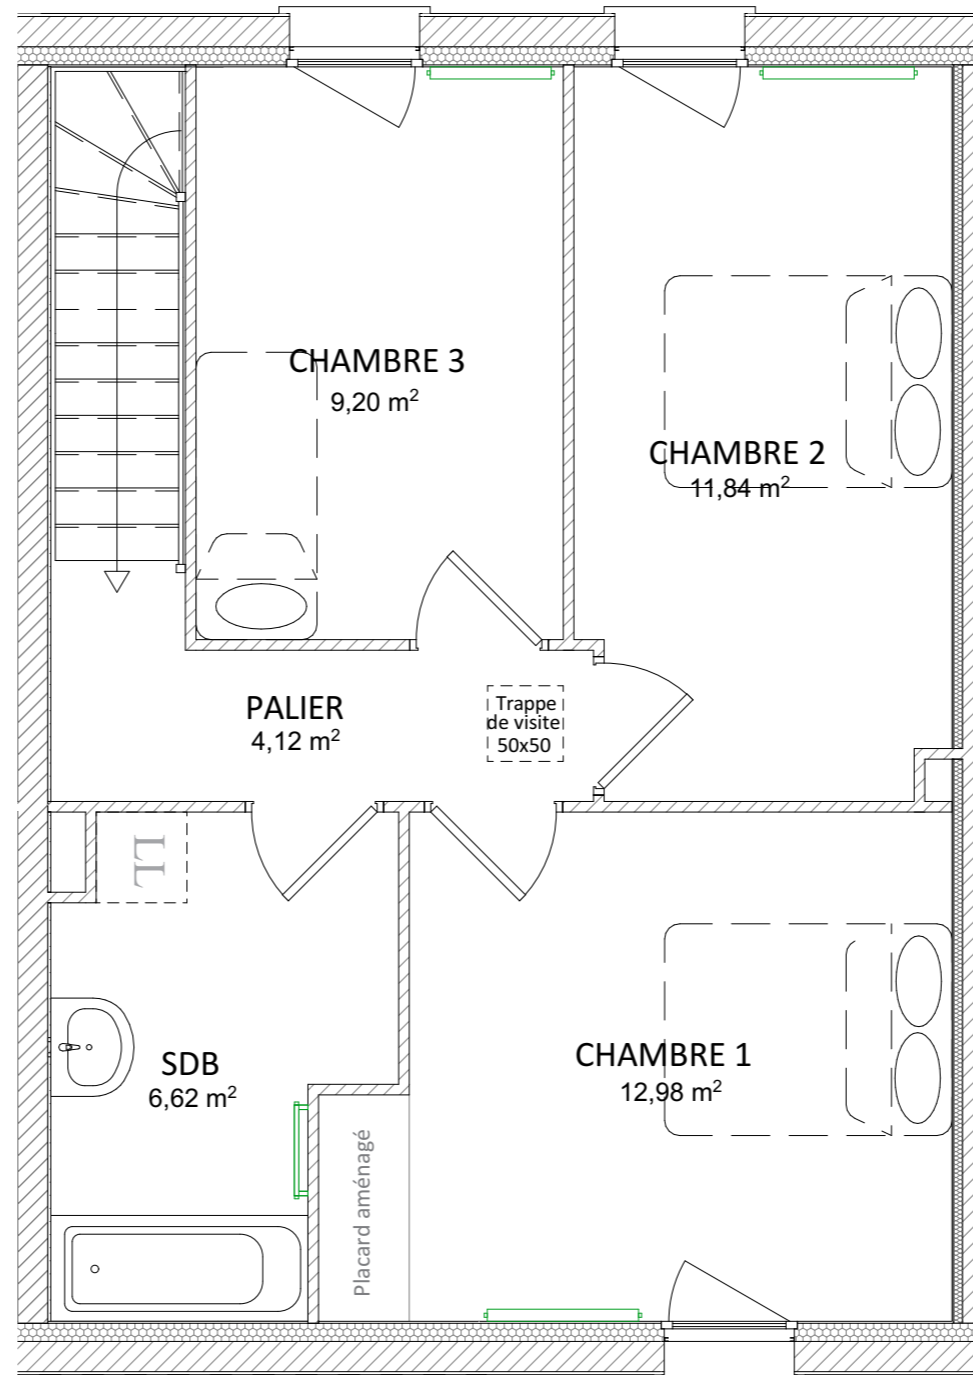 CHAMBRE 3
9,20 m²
CHAMBRE 2
11,84 m²
PALIER
4,12 m²
Trappe
de visite
50x50
LL
SDB
6,62 m²
CHAMBRE 1
12,98 m²
Placard aménagé